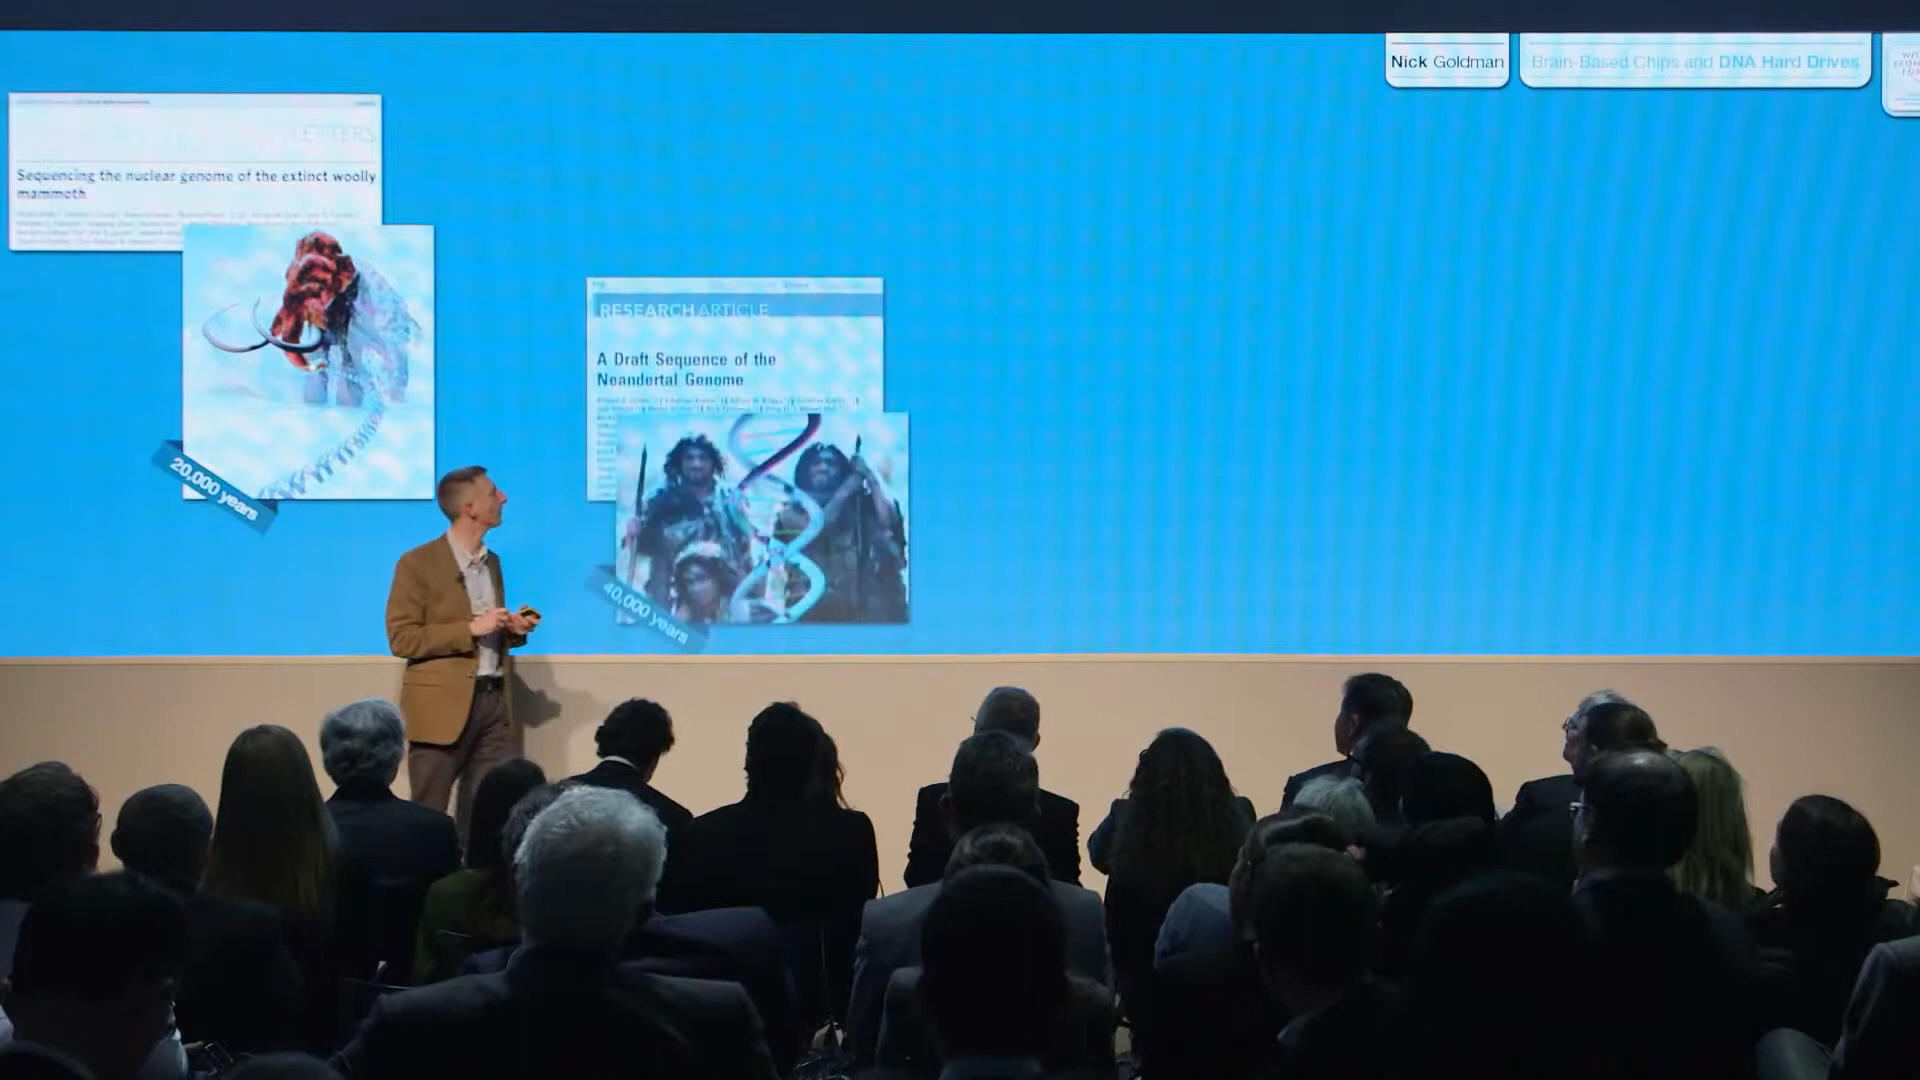 Nick Goldman
Brain-Based Chips and DNA Hard Drives
LETTERS
Sequencing the nuclear genome of the extinct woolly
mammoth
20,000 years
RESEARCH ARTICLE
A Draft Sequence of the
Neandertal Genome
40,000 years